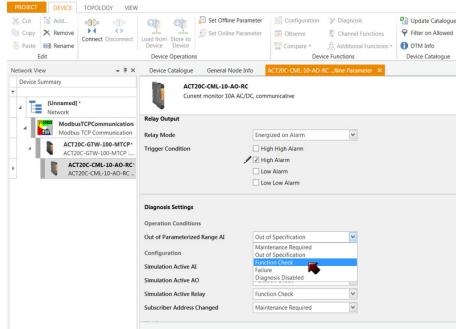 PROJECT DEVICE TOPOLOGY VIEW
Cut Add... Set Offline Parameter Configuration Diagnosis Update Catalogue
Copy Remove Connect Disconnect Load from Device Store to Device Set Online Parameter Observe Channel Functions Filter on Allowed
Paste Rename Compare Additional Functions DTM Info
Edit Device Operations Device Functions Device Catalogue
Network View Device Catalogue General Node Info ACT20C-CML-10-AO-RC ...line Parameter
Device Summary
ACT20C-CML-10-AO-RC
Current monitor 10A AC/DC, communicative
[Unnamed] *
Network
ModbusTCPCommunication
Modbus TCP Communication
ACT20C-GTW-100-MTCP*
ACT20C-GTW-100-MTCP ...
ACT20C-CML-10-AO-RC*
ACT20C-CML-10-AO-RC ...
Relay Output
Relay Mode Energized on Alarm
Trigger Condition High High Alarm
High Alarm
Low Alarm
Low Low Alarm
Diagnosis Settings
Operation Conditions
Out of Parameterized Range AI Out of Specification
Maintenance Required
Configuration Out of Specification
Function Check
Simulation Active AI Failure
Diagnosis Disabled
Simulation Active AO
Simulation Active Relay Function Check
Subscriber Address Changed Maintenance Required